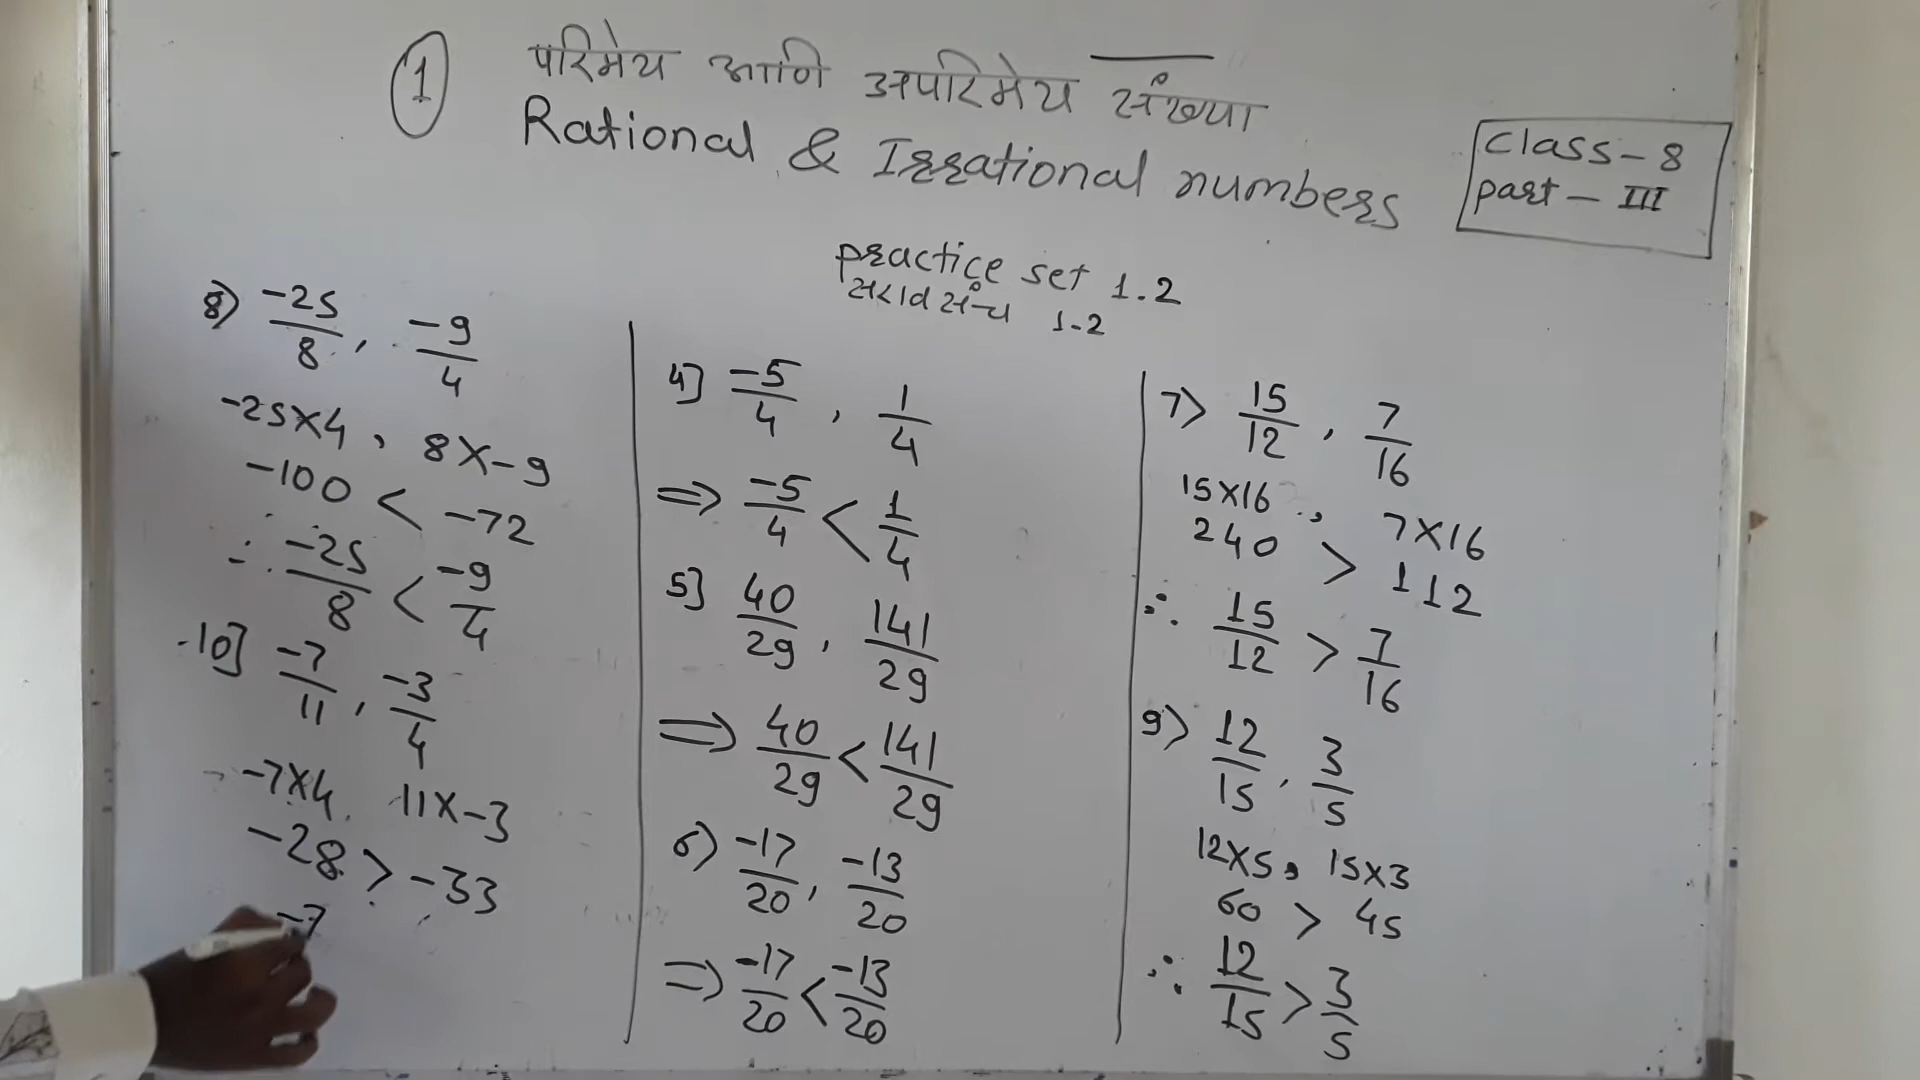 1 परिमेय आणि अपरिमेय संख्या
Rational & Irrational numbers
Class-8
part - III
practice set 1.2
सराव संच 1-2
8) -25/8 , -9/4
-25×4 , 8×-9
-100 < -72
∴ -25/8 < -9/4
10] -7/11 , -3/4
-7×4 , 11×-3
-28 > -33
-7
4] -5/4 , 1/4
⇒ -5/4 < 1/4
5] 40/29 , 141/29
⇒ 40/29 < 141/29
6) -17/20 , -13/20
⇒ -17/20 < -13/20
7) 15/12 , 7/16
15×16 , 7×16
240 > 112
∴ 15/12 > 7/16
9) 12/15 , 3/5
12×5 , 15×3
60 > 45
∴ 12/15 > 3/5